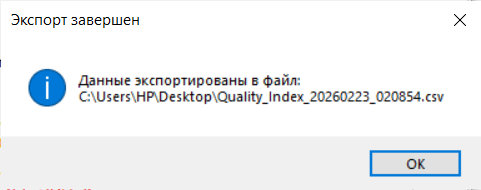 Экспорт завершен
Данные экспортированы в файл:
C:\Users\HP\Desktop\Quality_Index_20260223_020854.csv
OK